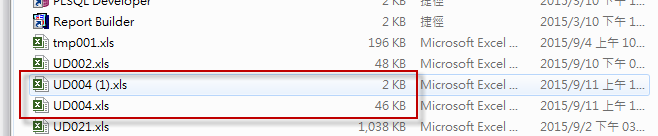 PLSQL Developer 2 KB 捷徑 2015/3/10 下午 1...
Report Builder 2 KB 捷徑 2015/5/10 下午 1...
tmp001.xls 196 KB Microsoft Excel ... 2015/9/4 上午 10...
UD002.xls 48 KB Microsoft Excel ... 2015/9/10 下午 0...
UD004 (1).xls 2 KB Microsoft Excel ... 2015/9/11 上午 1...
UD004.xls 46 KB Microsoft Excel ... 2015/9/11 上午 1...
UD021.xls 1,038 KB Microsoft Excel ... 2015/9/2 下午 03...